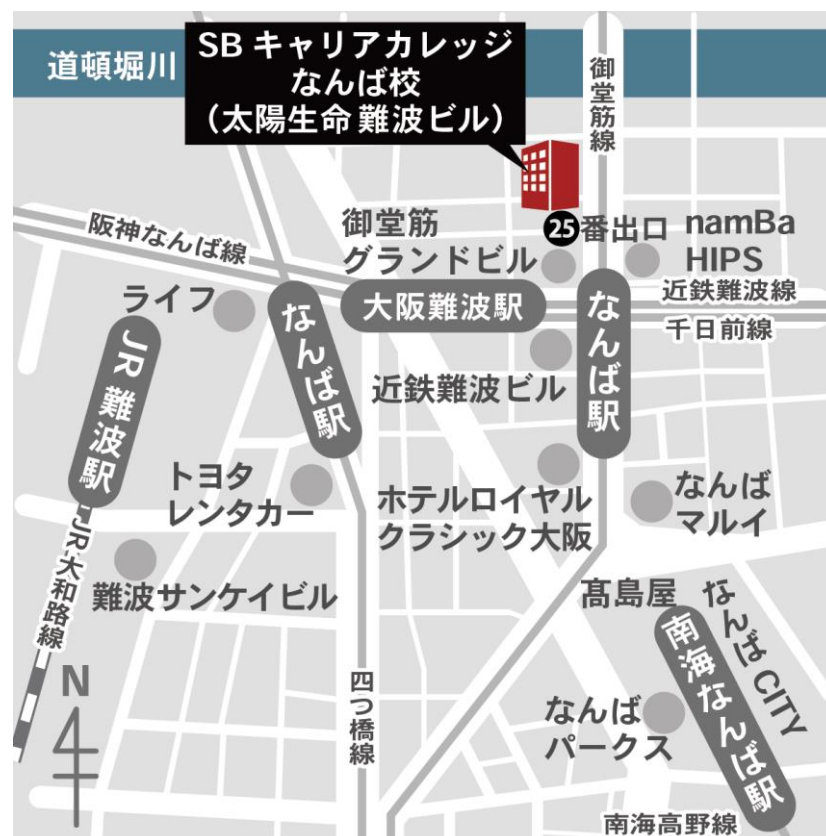 道頓堀川
SB キャリアカレッジ
なんば校
（太陽生命 難波ビル）
御堂筋線
阪神なんば線
御堂筋
グランドビル
25番出口
namBa
HIPS
ライフ
大阪難波駅
近鉄難波線
千日前線
なんば駅
なんば駅
JR 難波駅
近鉄難波ビル
トヨタ
レンタカー
ホテルロイヤル
クラシック大阪
なんば
マルイ
JR大和路線
難波サンケイビル
髙島屋
なんばCITY
南海なんば駅
N
四つ橋線
なんば
パークス
南海高野線